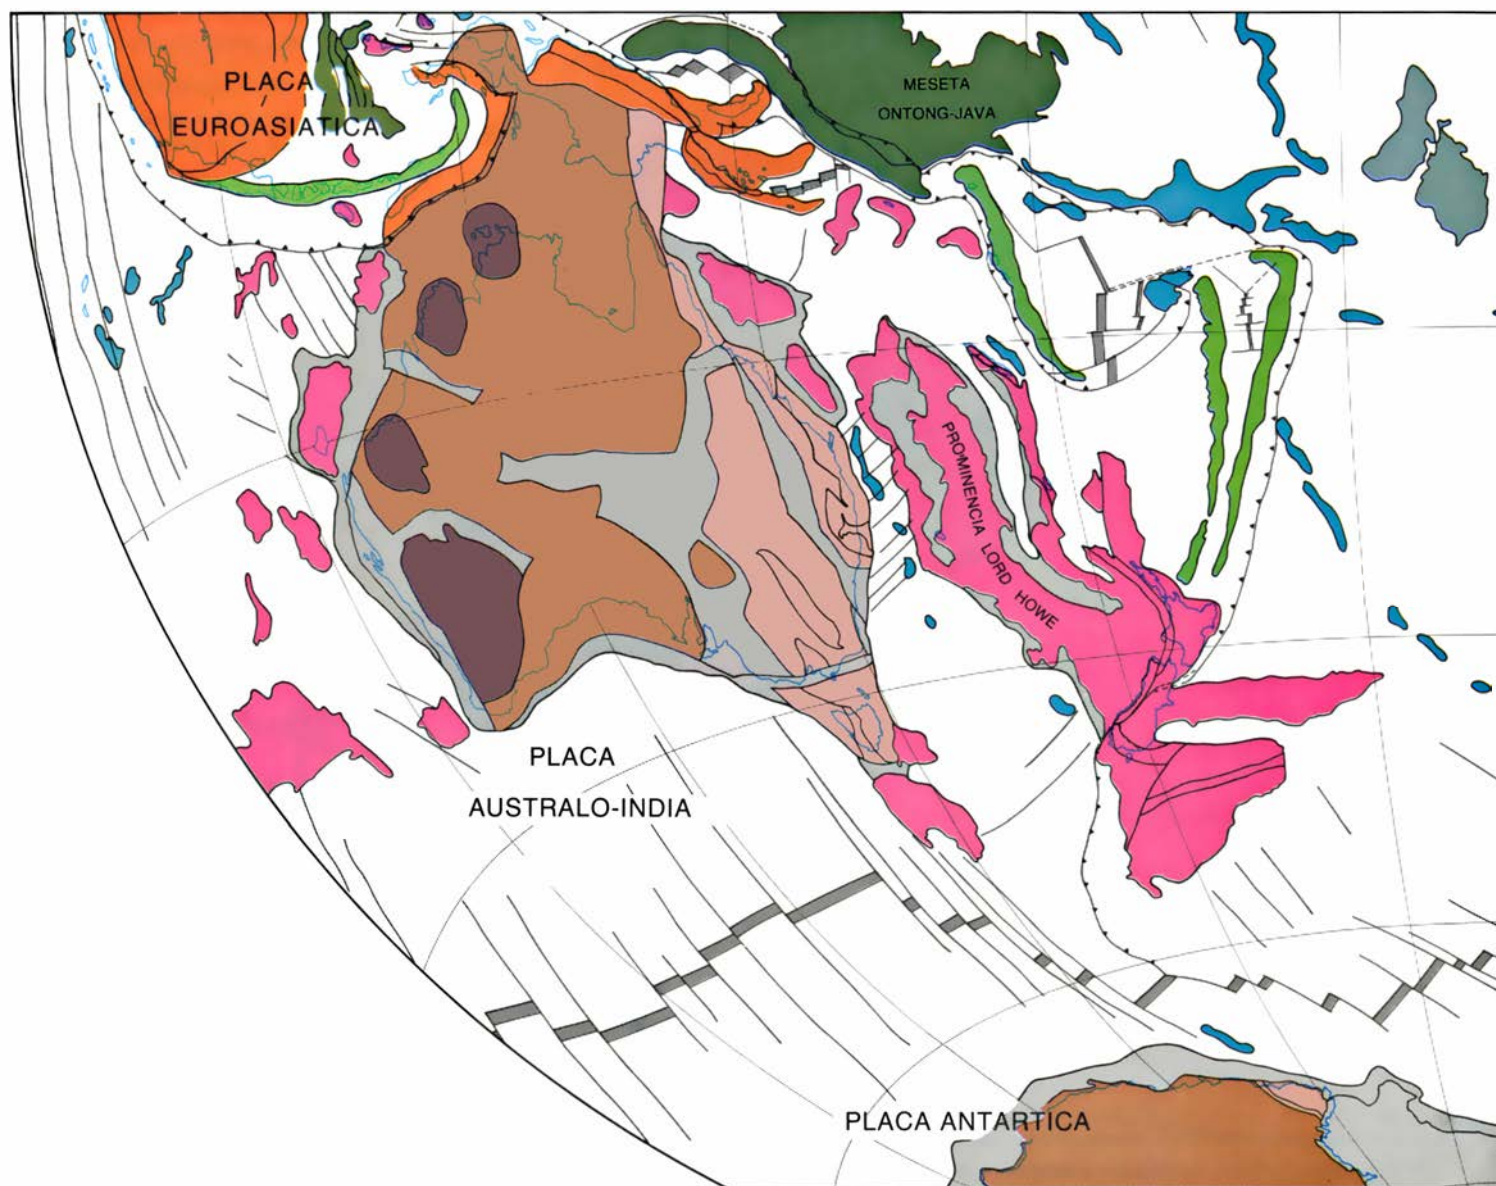 PLACA
EUROASIATICA
MESETA
ONTONG-JAVA
PROMINENCIA LORD HOWE
PLACA
AUSTRALO-INDIA
PLACA ANTARTICA